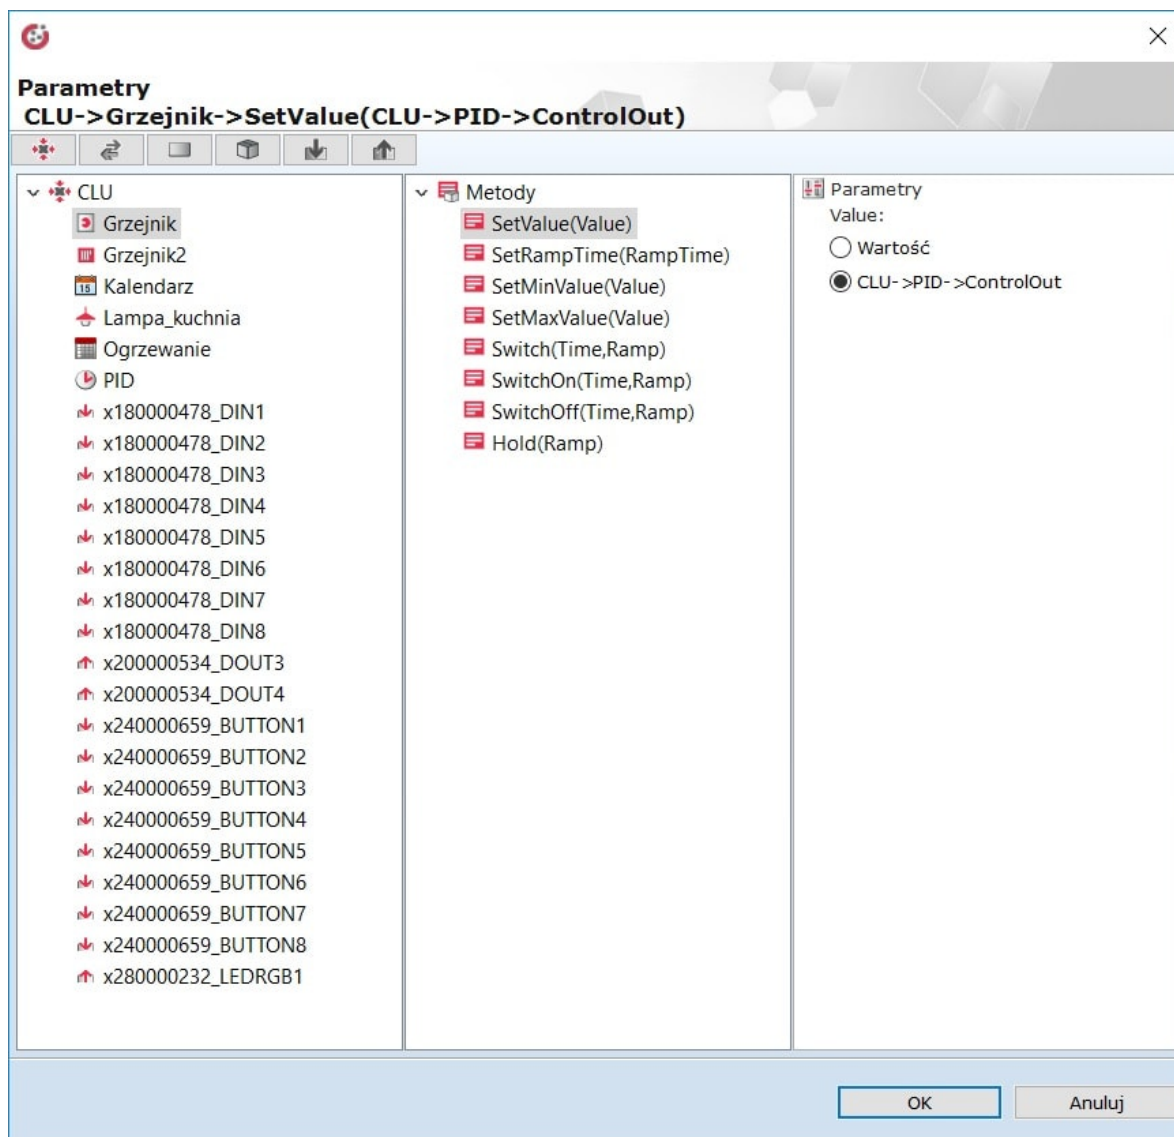 Parametry
CLU->Grzejnik->SetValue(CLU->PID->ControlOut)
CLU
Grzejnik
Grzejnik2
15
Kalendarz
Lampa_kuchnia
Ogrzewanie
PID
x180000478_DIN1
x180000478_DIN2
x180000478_DIN3
x180000478_DIN4
x180000478_DIN5
x180000478_DIN6
x180000478_DIN7
x180000478_DIN8
x200000534_DOUT3
x200000534_DOUT4
x240000659_BUTTON1
x240000659_BUTTON2
x240000659_BUTTON3
x240000659_BUTTON4
x240000659_BUTTON5
x240000659_BUTTON6
x240000659_BUTTON7
x240000659_BUTTON8
x280000232_LEDRGB1
Metody
SetValue(Value)
SetRampTime(RampTime)
SetMinValue(Value)
SetMaxValue(Value)
Switch(Time,Ramp)
SwitchOn(Time,Ramp)
SwitchOff(Time,Ramp)
Hold(Ramp)
Parametry
Value:
Wartość
CLU->PID->ControlOut
OK
Anuluj